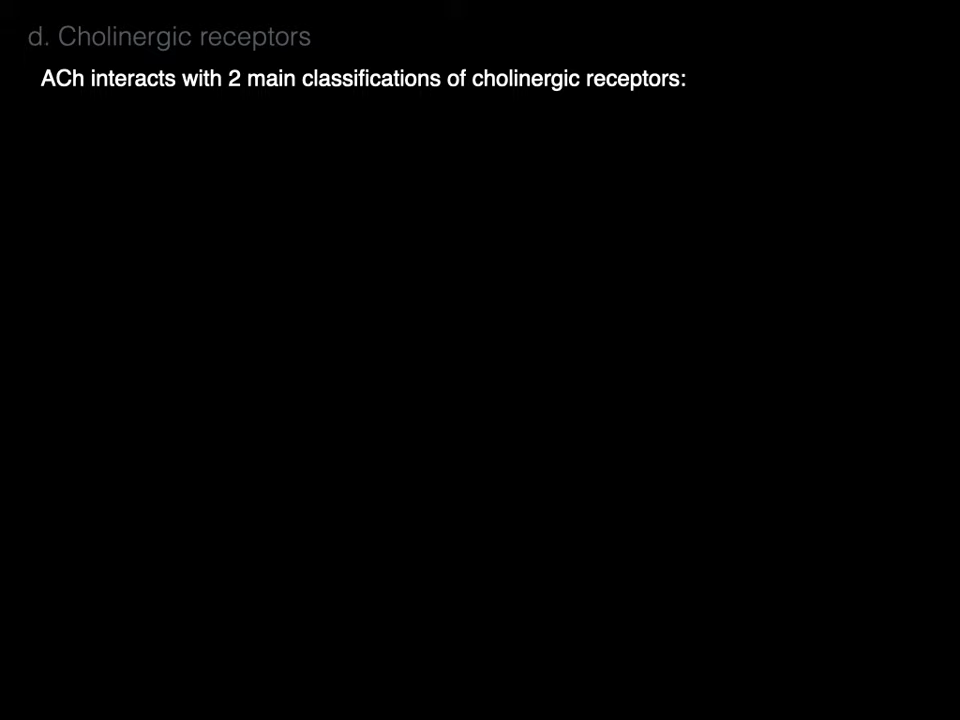 d. Cholinergic receptors
ACh interacts with 2 main classifications of cholinergic receptors: